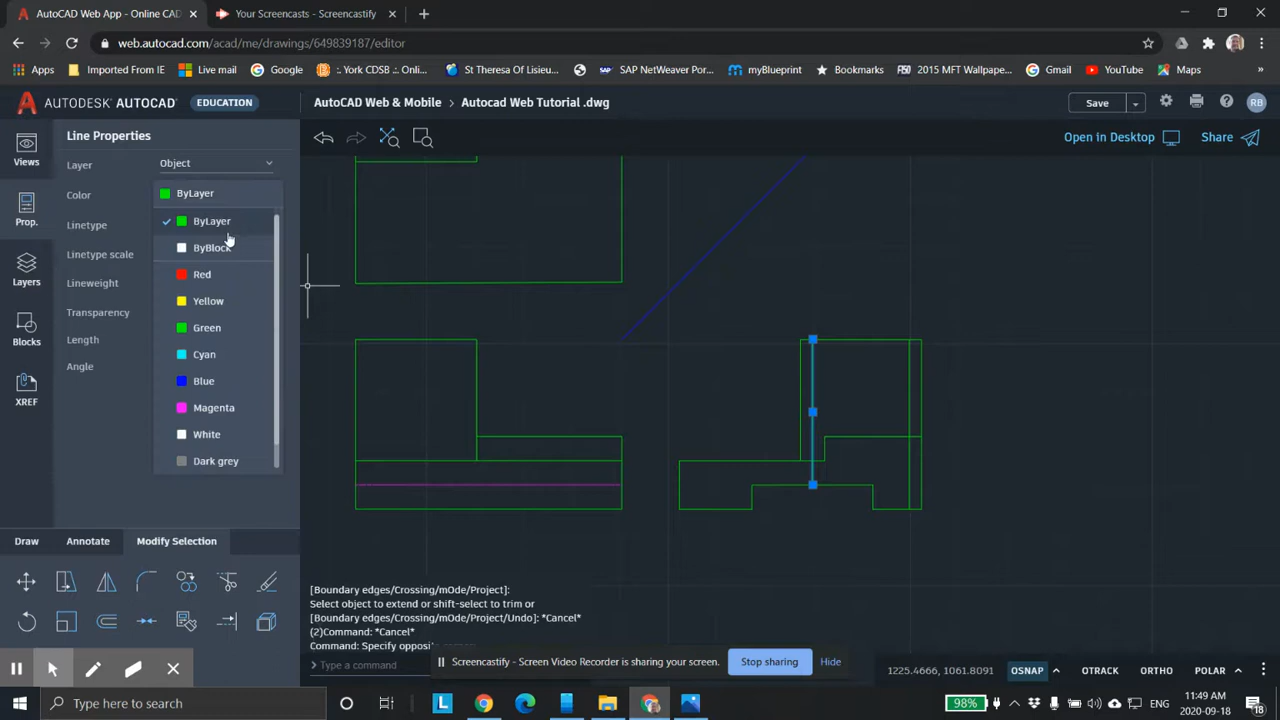 AutoCAD Web App - Online CAD
Your Screencasts - Screencastify
web.autocad.com/acad/me/drawings/649839187/editor
Apps
Imported From IE
Live mail
Google
: York CDSB :. Onli...
St Theresa Of Lisieu...
SAP NetWeaver Por...
myBlueprint
Bookmarks
2015 MFT Wallpape...
Gmail
YouTube
Maps
AUTODESK AUTOCAD
EDUCATION
AutoCAD Web & Mobile > Autocad Web Tutorial .dwg
Save
RB
Views
Prop.
Layers
Blocks
XREF
Line Properties
Layer
Object
Color
ByLayer
Linetype
Linetype scale
Lineweight
Transparency
Length
Angle
ByLayer
ByBlock
Red
Yellow
Green
Cyan
Blue
Magenta
White
Dark grey
Open in Desktop
Share
Draw
Annotate
Modify Selection
[Boundary edges/Crossing/mOde/Project]:
Select object to extend or shift-select to trim or
[Boundary edges/Crossing/mOde/Project/Undo]: *Cancel*
(2)Command: *Cancel*
Command: Specify opposi
Type a command
Screencastify - Screen Video Recorder is sharing your screen.
Stop sharing
Hide
1225.4666, 1061.8091
OSNAP
OTRACK
ORTHO
POLAR
Type here to search
L
98%
ENG
11:49 AM
2020-09-18
18